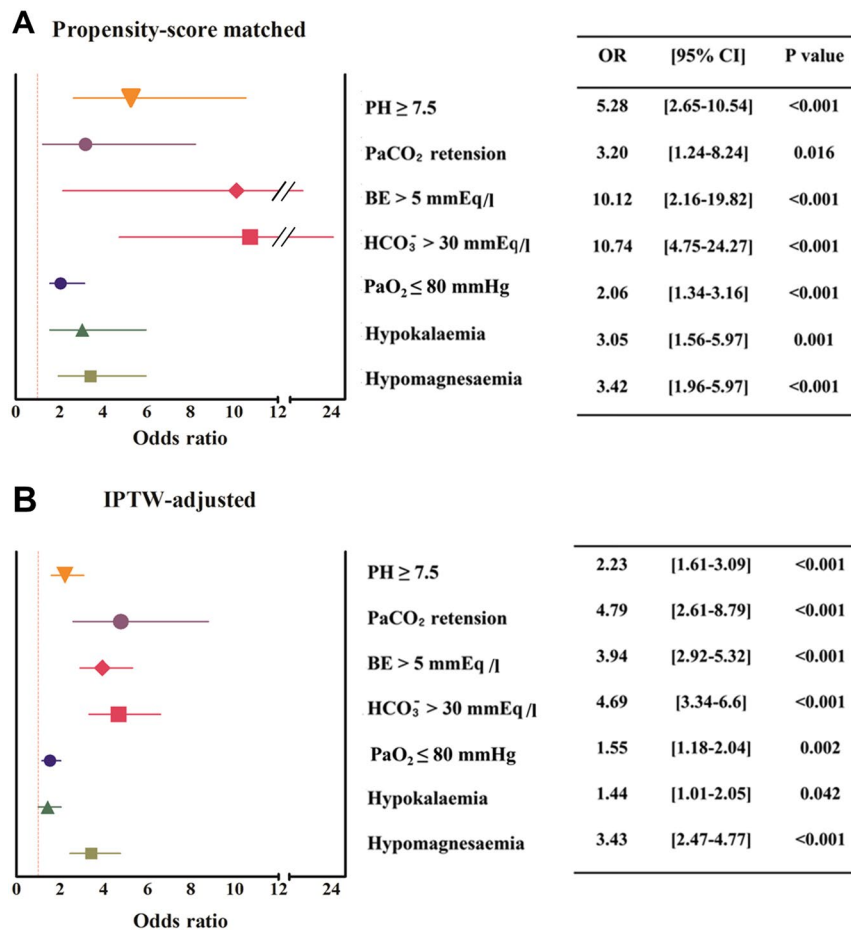 A Propensity-score matched
OR [95% CI] P value
PH ≥ 7.5 5.28 [2.65-10.54] <0.001
PaCO₂ retension 3.20 [1.24-8.24] 0.016
BE > 5 mmEq/l 10.12 [2.16-19.82] <0.001
HCO₃⁻ > 30 mmEq/l 10.74 [4.75-24.27] <0.001
PaO₂ ≤ 80 mmHg 2.06 [1.34-3.16] <0.001
Hypokalaemia 3.05 [1.56-5.97] 0.001
Hypomagnesaemia 3.42 [1.96-5.97] <0.001
0 2 4 6 8 10 12 24
Odds ratio
B IPTW-adjusted
PH ≥ 7.5 2.23 [1.61-3.09] <0.001
PaCO₂ retension 4.79 [2.61-8.79] <0.001
BE > 5 mmEq /l 3.94 [2.92-5.32] <0.001
HCO₃⁻ > 30 mmEq /l 4.69 [3.34-6.6] <0.001
PaO₂ ≤ 80 mmHg 1.55 [1.18-2.04] 0.002
Hypokalaemia 1.44 [1.01-2.05] 0.042
Hypomagnesaemia 3.43 [2.47-4.77] <0.001
0 2 4 6 8 10 12 24
Odds ratio